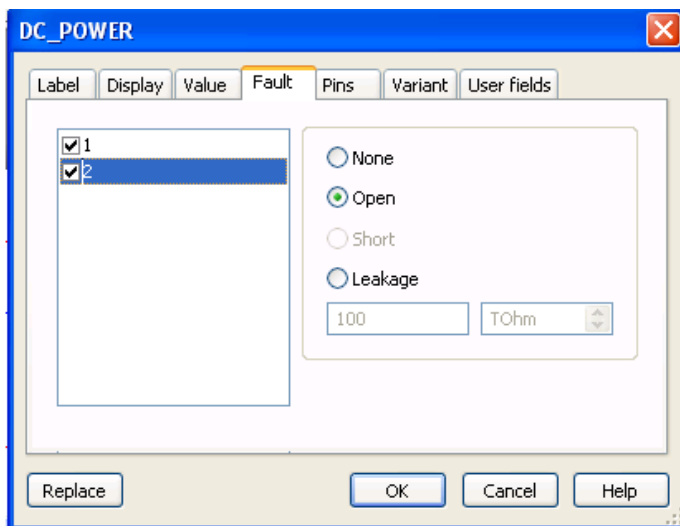 DC_POWER
Label Display Value Fault Pins Variant User fields
1
2
None
Open
Short
Leakage
100 TOhm
Replace OK Cancel Help